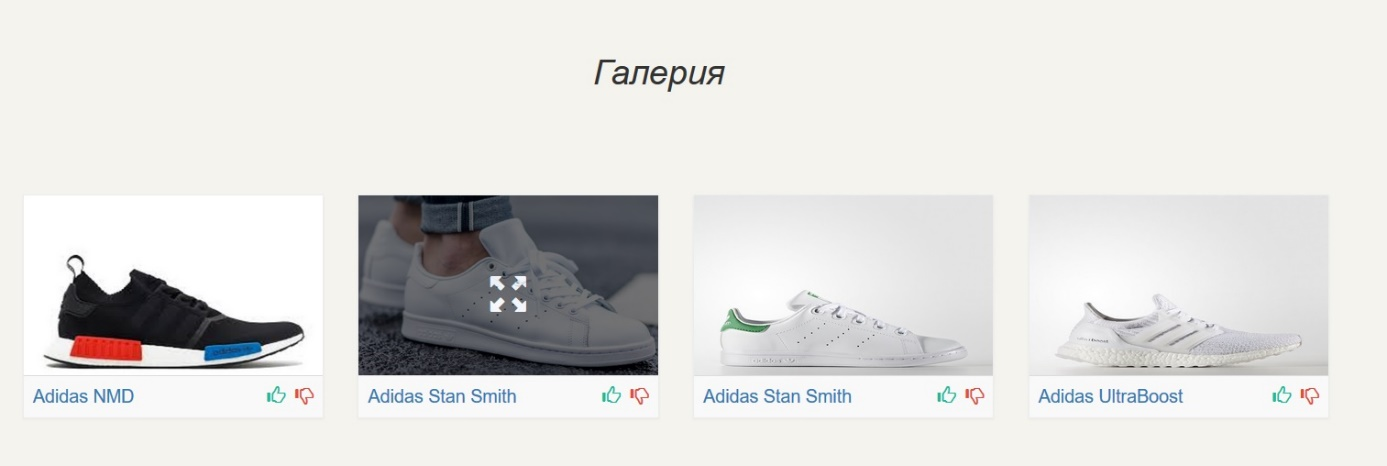 Галерия
Adidas NMD
Adidas Stan Smith
Adidas Stan Smith
Adidas UltraBoost